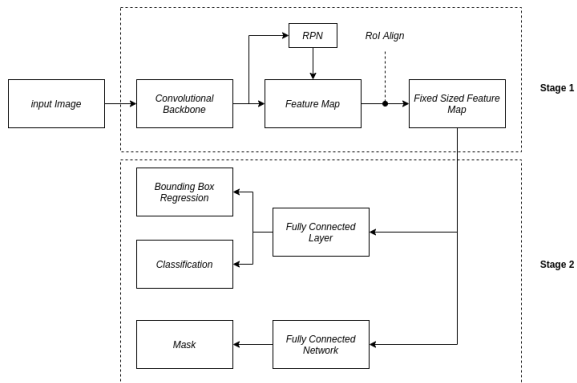 RPN
RoI Align
input Image
Convolutional
Backbone
Feature Map
Fixed Sized Feature
Map
Stage 1
Bounding Box
Regression
Fully Connected
Layer
Classification
Stage 2
Mask
Fully Connected
Network